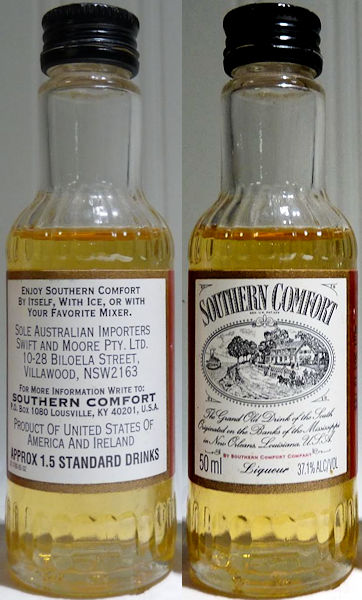 ENJOY SOUTHERN COMFORT
BY ITSELF, WITH ICE, OR WITH
YOUR FAVORITE MIXER.
SOLE AUSTRALIAN IMPORTERS
SWIFT AND MOORE PTY. LTD.
10-28 BILOELA STREET,
VILLAWOOD, NSW2163
FOR MORE INFORMATION WRITE TO:
SOUTHERN COMFORT
P.O. BOX 1080 LOUSVILLE, KY 40201, U.S.A.
PRODUCT OF UNITED STATES OF
AMERICA AND IRELAND
APPROX 1.5 STANDARD DRINKS
SOUTHERN COMFORT
The Grand Old Drink of the South
Originated on the Banks of the Mississippi
in New Orleans, Louisiana, U.S.A.
BY SOUTHERN COMFORT COMPANY
50 ml Liqueur 37.1% ALC/VOL